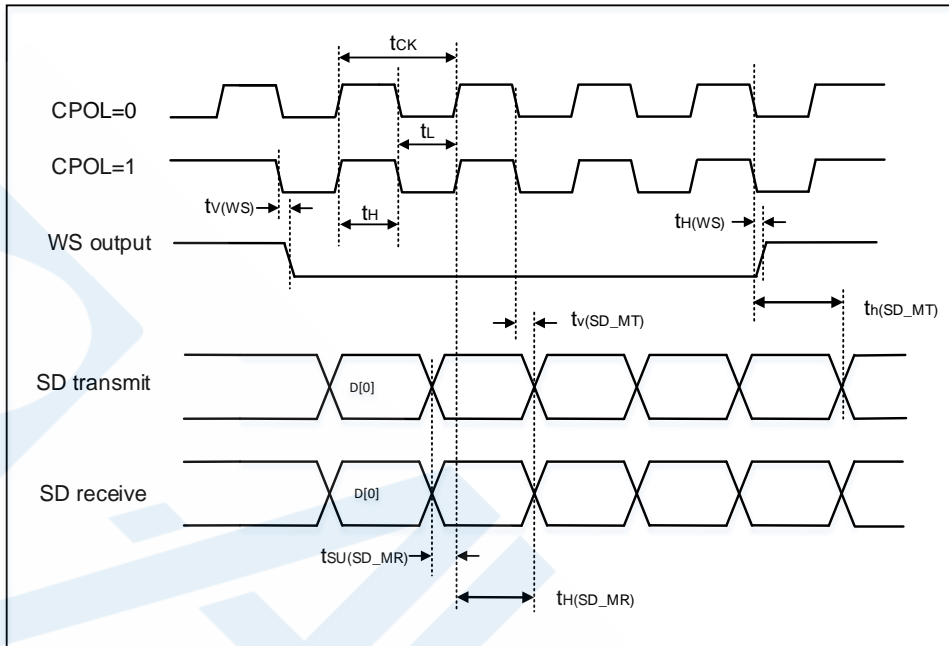 tCK
CPOL=0
tL
CPOL=1
tV(WS)
tH
tH(WS)
WS output
th(SD_MT)
tv(SD_MT)
SD transmit
D[0]
SD receive
D[0]
tSU(SD_MR)
tH(SD_MR)